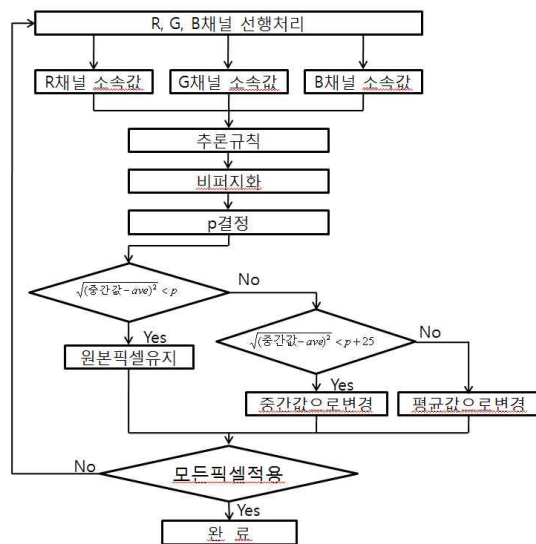 R, G, B채널 선행처리
R채널 소속값
G채널 소속값
B채널 소속값
추론규칙
비퍼지화
p결정
√(중간값-ave)² < p
No
Yes
원본픽셀유지
√(중간값-ave)² < p+25
No
Yes
중간값으로변경
평균값으로변경
No
모든픽셀적용
Yes
완 료